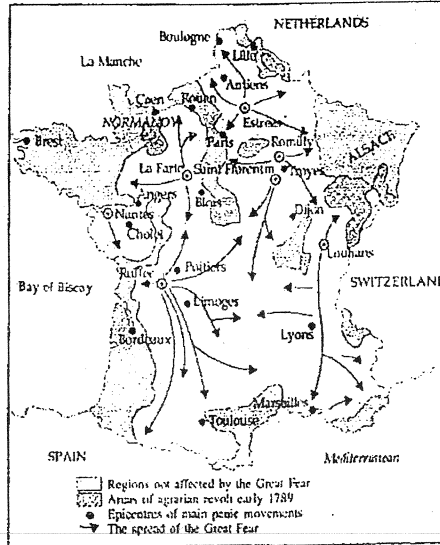 NETHERLANDS
Boulogne
Lille
La Manche
Amiens
Caen
Rouen
NORMANDY
Estrées
Brest
Paris
Romilly
ALSACE
La Ferté
Saint Florentin
Troyes
Angers
Blois
Dijon
Nantes
Cholet
Louhans
Ruffec
Poitiers
SWITZERLAND
Bay of Biscay
Limoges
Lyons
Bordeaux
Marseilles
Toulouse
SPAIN
Mediterranean
Regions not affected by the Great Fear
Areas of agrarian revolt early 1789
Epicentres of main panic movements
The spread of the Great Fear